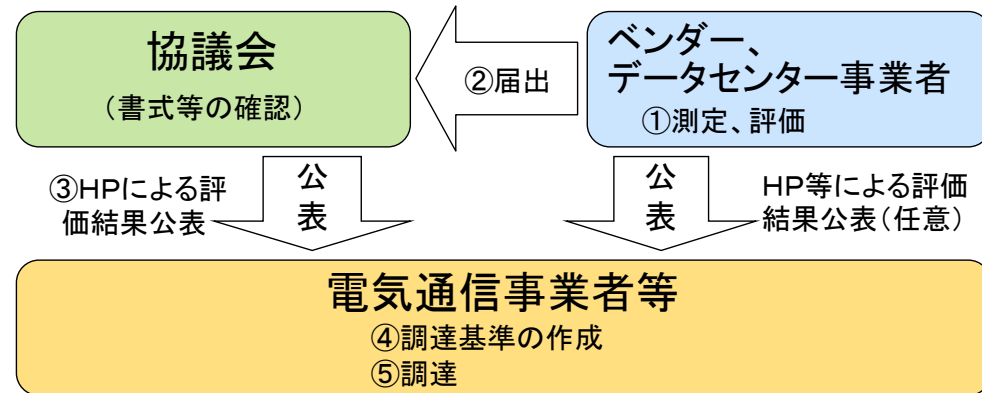 協議会
(書式等の確認)
②届出
ベンダー、
データセンター事業者
①測定、評価
③HPによる評
価結果公表
公
表
公
表
HP等による評価
結果公表(任意)
電気通信事業者等
④調達基準の作成
⑤調達